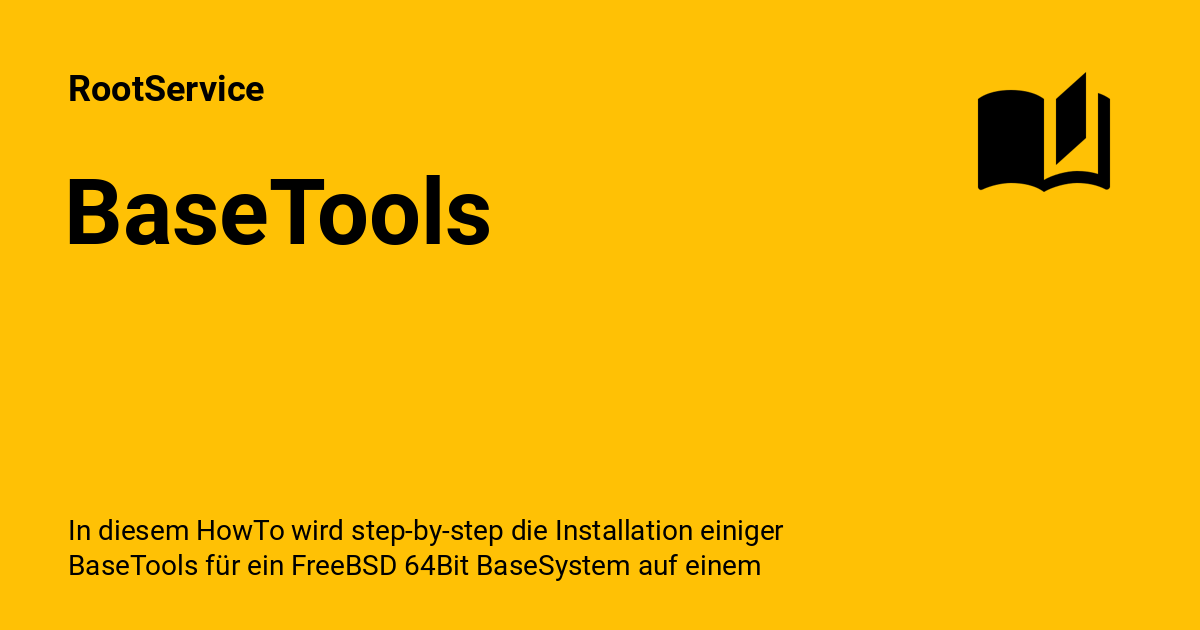 RootService
BaseTools
In diesem HowTo wird step-by-step die Installation einiger
BaseTools für ein FreeBSD 64Bit BaseSystem auf einem